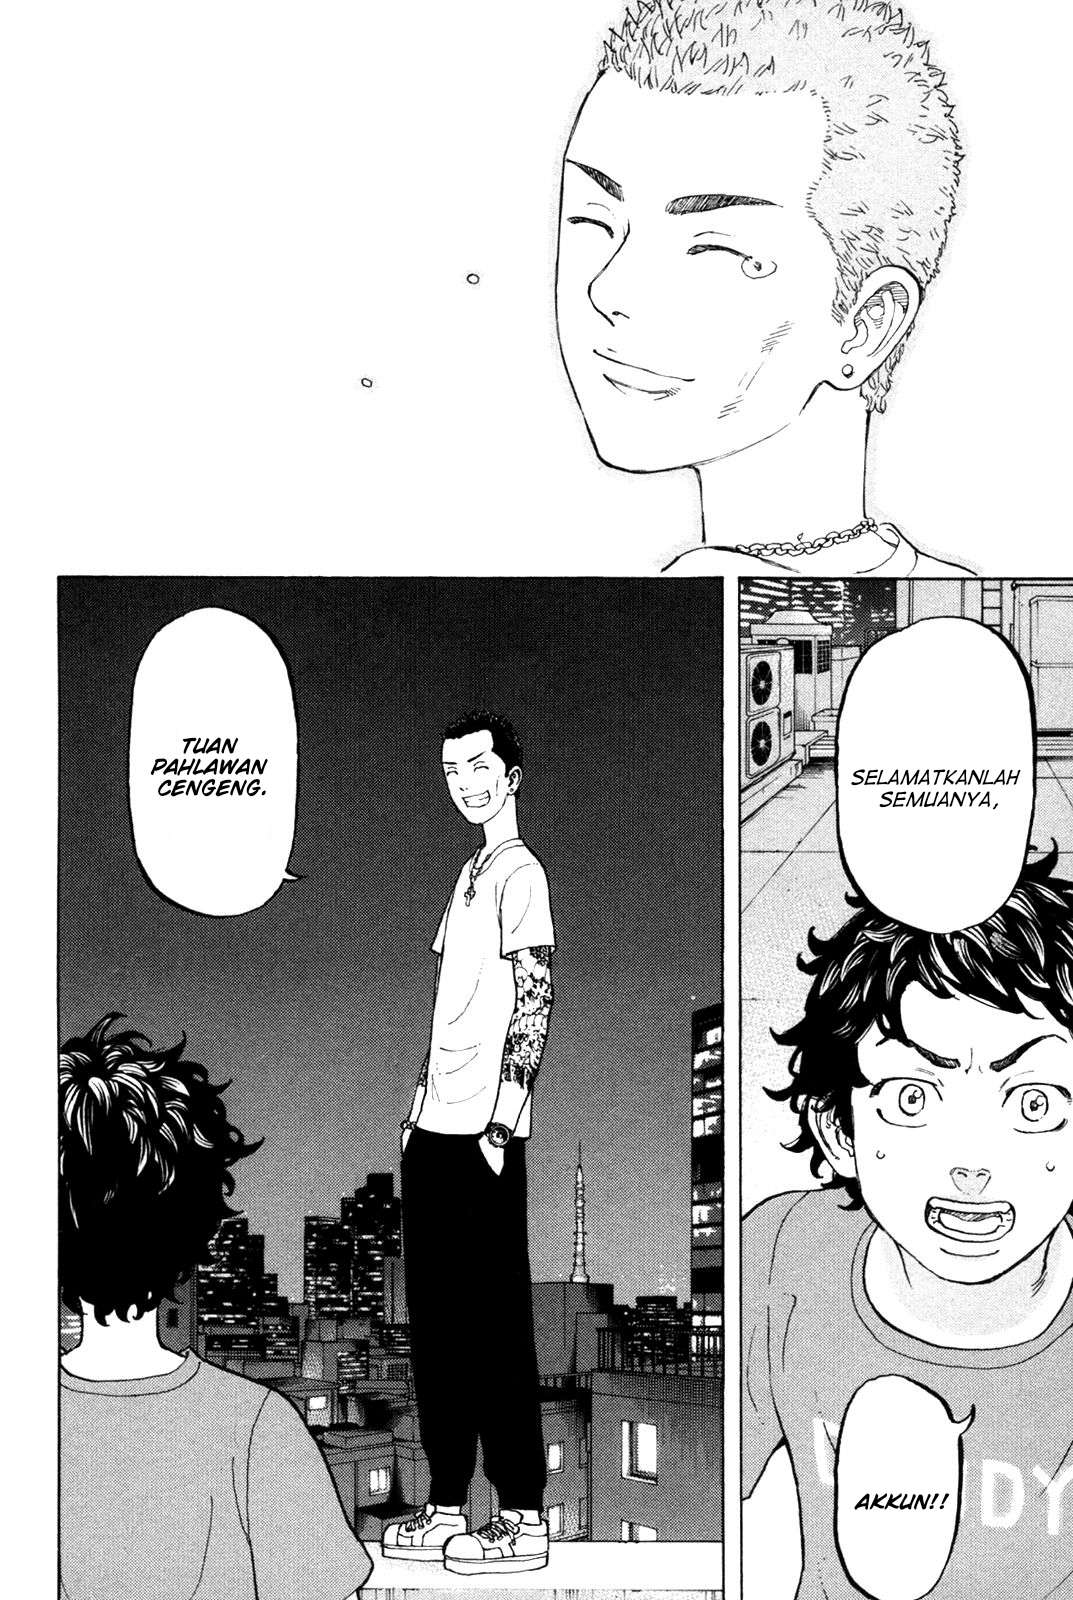 SELAMATKANLAH
SEMUANYA,
AKKUN!!
TUAN
PAHLAWAN
CENGENG.